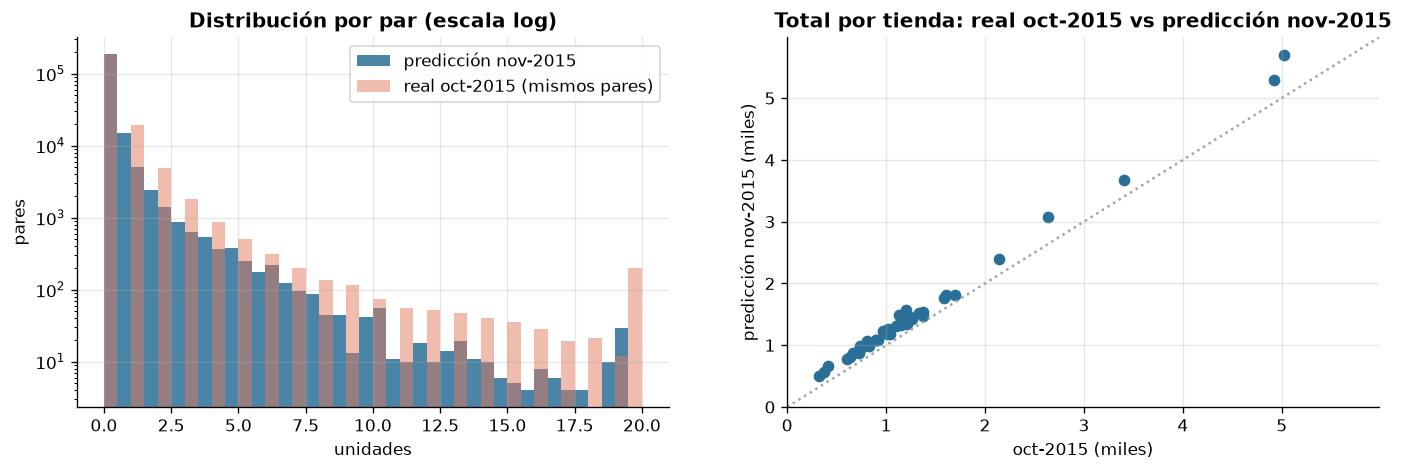 Distribución por par (escala log)
predicción nov-2015
real oct-2015 (mismos pares)
pares
10^5
10^4
10^3
10^2
10^1
0.0 2.5 5.0 7.5 10.0 12.5 15.0 17.5 20.0
unidades
Total por tienda: real oct-2015 vs predicción nov-2015
predicción nov-2015 (miles)
5
4
3
2
1
0
0 1 2 3 4 5
oct-2015 (miles)